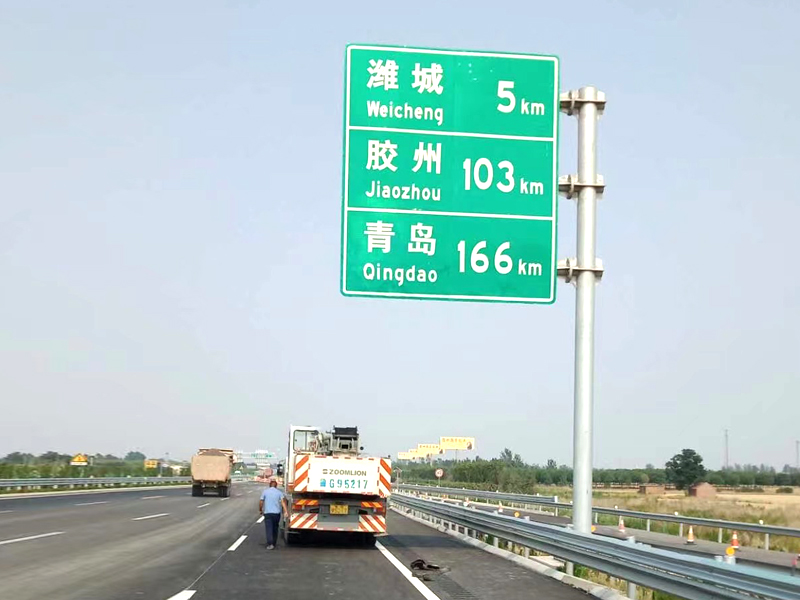 潍城
Weicheng
5 km
胶州
Jiaozhou
103 km
青岛
Qingdao
166 km
ZOOMLION
G95217